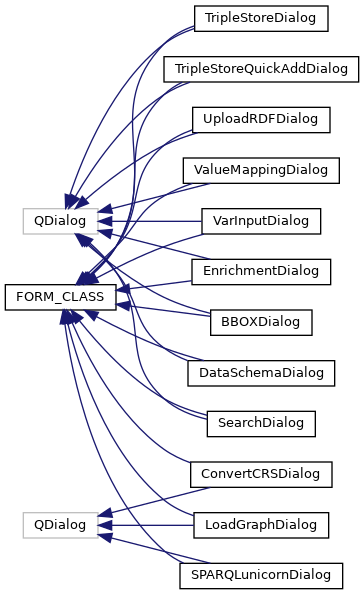 TripleStoreDialog
TripleStoreQuickAddDialog
UploadRDFDialog
ValueMappingDialog
QDialog
VarInputDialog
EnrichmentDialog
FORM_CLASS
BBOXDialog
DataSchemaDialog
SearchDialog
ConvertCRSDialog
QDialog
LoadGraphDialog
SPARQLunicornDialog